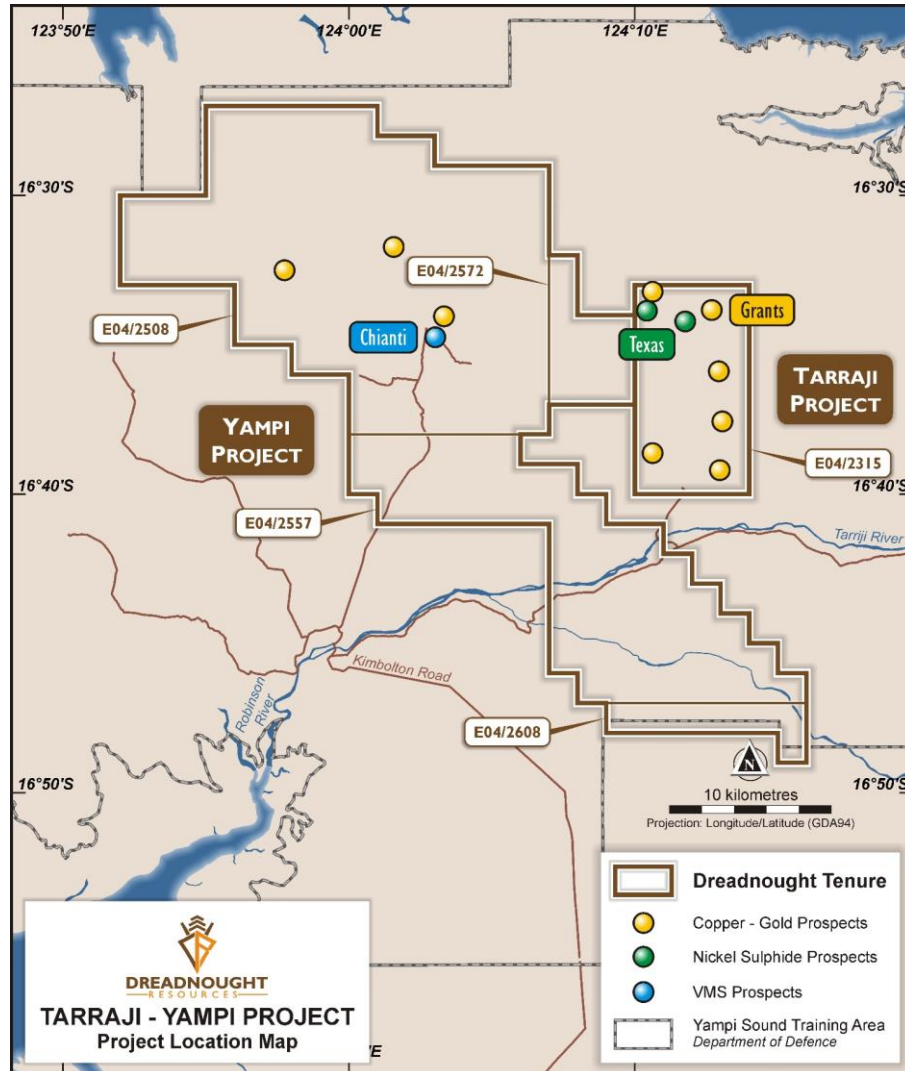 123°50'E
124°00'E
124°10'E
16°30'S
16°30'S
E04/2572
E04/2508
Chianti
Grants
Texas
TARRAJI
PROJECT
YAMPI
PROJECT
E04/2315
16°40'S
16°40'S
E04/2557
Tarriji River
Kimbolton Road
Robinson
River
E04/2608
N
16°50'S
16°50'S
10 kilometres
Projection: Longitude/Latitude (GDA94)
Dreadnought Tenure
Copper - Gold Prospects
Nickel Sulphide Prospects
VMS Prospects
Yampi Sound Training Area
Department of Defence
DREADNOUGHT
RESOURCES
TARRAJI - YAMPI PROJECT
Project Location Map